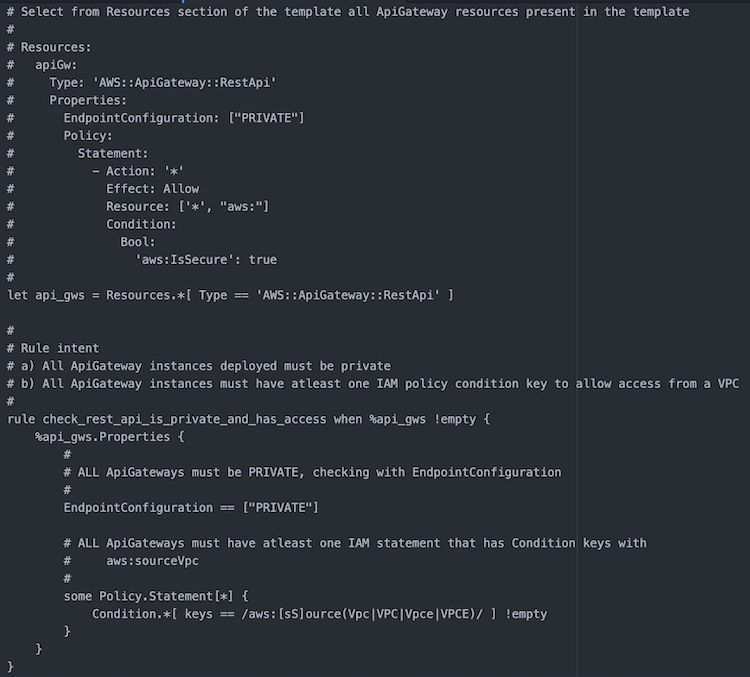 # Select from Resources section of the template all ApiGateway resources present in the template
#
# Resources:
#   apiGw:
#     Type: 'AWS::ApiGateway::RestApi'
#     Properties:
#       EndpointConfiguration: ["PRIVATE"]
#       Policy:
#         Statement:
#           - Action: '*'
#             Effect: Allow
#             Resource: ['*', "aws:"]
#             Condition:
#               Bool:
#                 'aws:IsSecure': true
#
let api_gws = Resources.*[ Type == 'AWS::ApiGateway::RestApi' ]

#
# Rule intent
# a) All ApiGateway instances deployed must be private
# b) All ApiGateway instances must have atleast one IAM policy condition key to allow access from a VPC
#
rule check_rest_api_is_private_and_has_access when %api_gws !empty {
    %api_gws.Properties {
        #
        # ALL ApiGateways must be PRIVATE, checking with EndpointConfiguration
        #
        EndpointConfiguration == ["PRIVATE"]

        # ALL ApiGateways must have atleast one IAM statement that has Condition keys with
        #     aws:sourceVpc
        #
        some Policy.Statement[*] {
            Condition.*[ keys == /aws:[sS]ource(Vpc|VPC|Vpce|VPCE)/ ] !empty
        }
    }
}